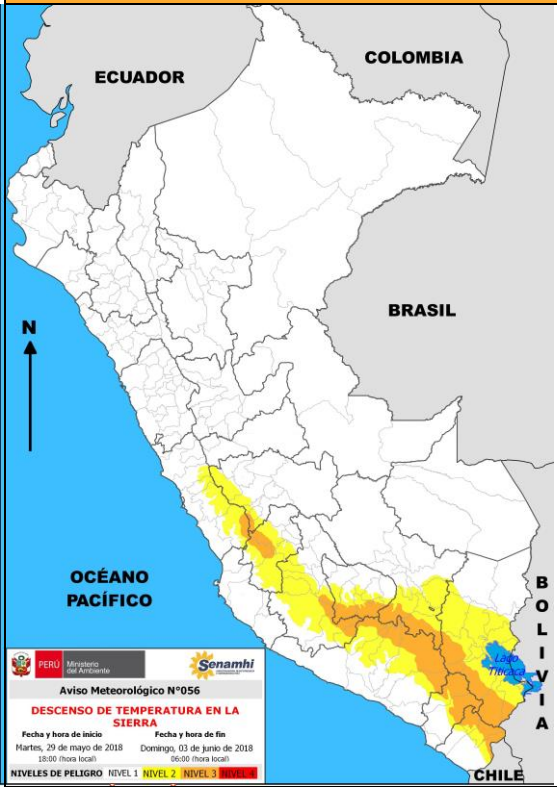 COLOMBIA
ECUADOR
BRASIL
N
OCÉANO
PACÍFICO
BOLIVIA
Lago
Titicaca
CHILE
PERÚ
Ministerio
del Ambiente
Senamhi
Aviso Meteorológico N°056
DESCENSO DE TEMPERATURA EN LA
SIERRA
Fecha y hora de inicio
Fecha y hora de fin
Martes, 29 de mayo de 2018
Domingo, 03 de junio de 2018
18:00 (hora local)
06:00 (hora local)
NIVELES DE PELIGRO NIVEL 1 NIVEL 2 NIVEL 3 NIVEL 4